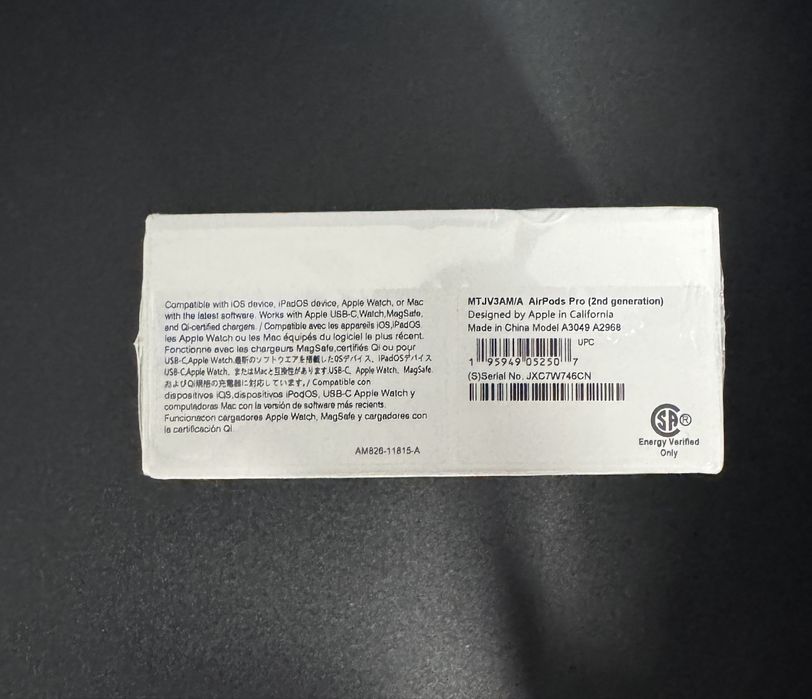 Compatible with iOS device, iPadOS device, Apple Watch, or Mac
with the latest software. Works with Apple USB-C,Watch,MagSafe,
and Qi-certified chargers. / Compatible avec les appareils iOS,iPadOS
les Apple Watch ou les Mac équipés du logiciel le plus récent.
Fonctionne avec les chargeurs MagSafe,certifiés Qi ou pour
USB-C,Apple Watch.最新のソフトウエアを搭載したOSデバイス、iPadOSデバイス
USB-C,Apple Watch、またはMacと互換性があります.USB-C、Apple Watch、MagSafe.
およびQi規格の充電器に対応しています./ Compatible con
dispositivos iOS,dispositivos iPadOS, USB-C Apple Watch y
computadoras Mac con la versión de software más recients.
Funcionacon cargadores Apple Watch, MagSafe y cargadores con
la certificación Qi.
AM826-11815-A
MTJV3AM/A AirPods Pro (2nd generation)
Designed by Apple in California
Made in China Model A3049 A2968
UPC
1 95949 05250 7
(S)Serial No. JXC7W746CN
SA®
Energy Verified
Only